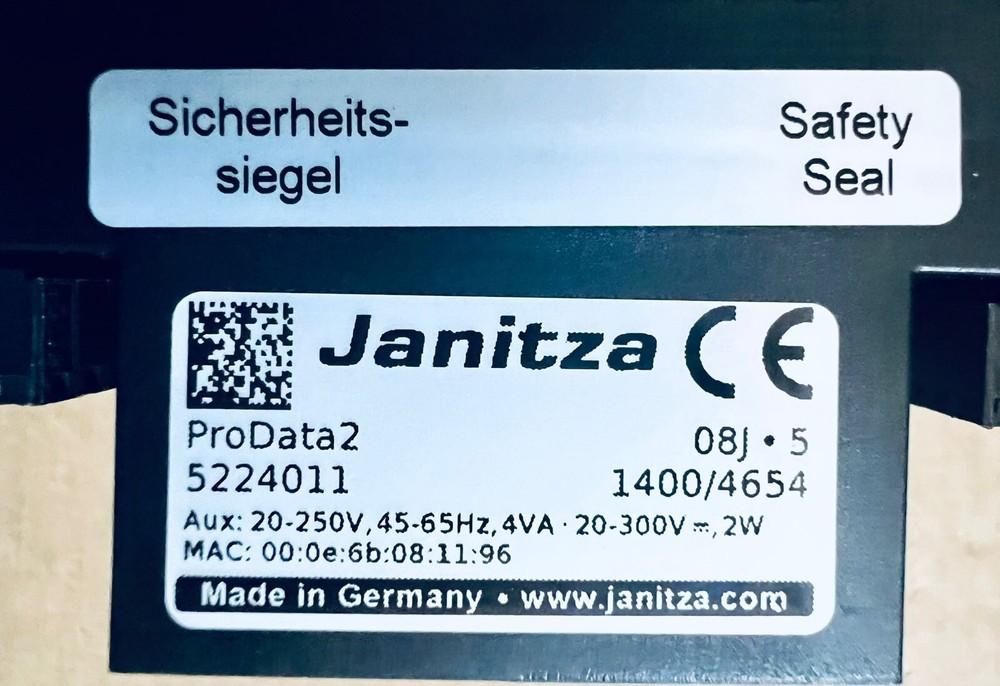 Sicherheits-
siegel
Safety
Seal
Janitza CE
ProData2 08J • 5
5224011 1400/4654
Aux: 20-250V, 45-65Hz, 4VA · 20-300V ⎓, 2W
MAC: 00:0e:6b:08:11:96
Made in Germany • www.janitza.com